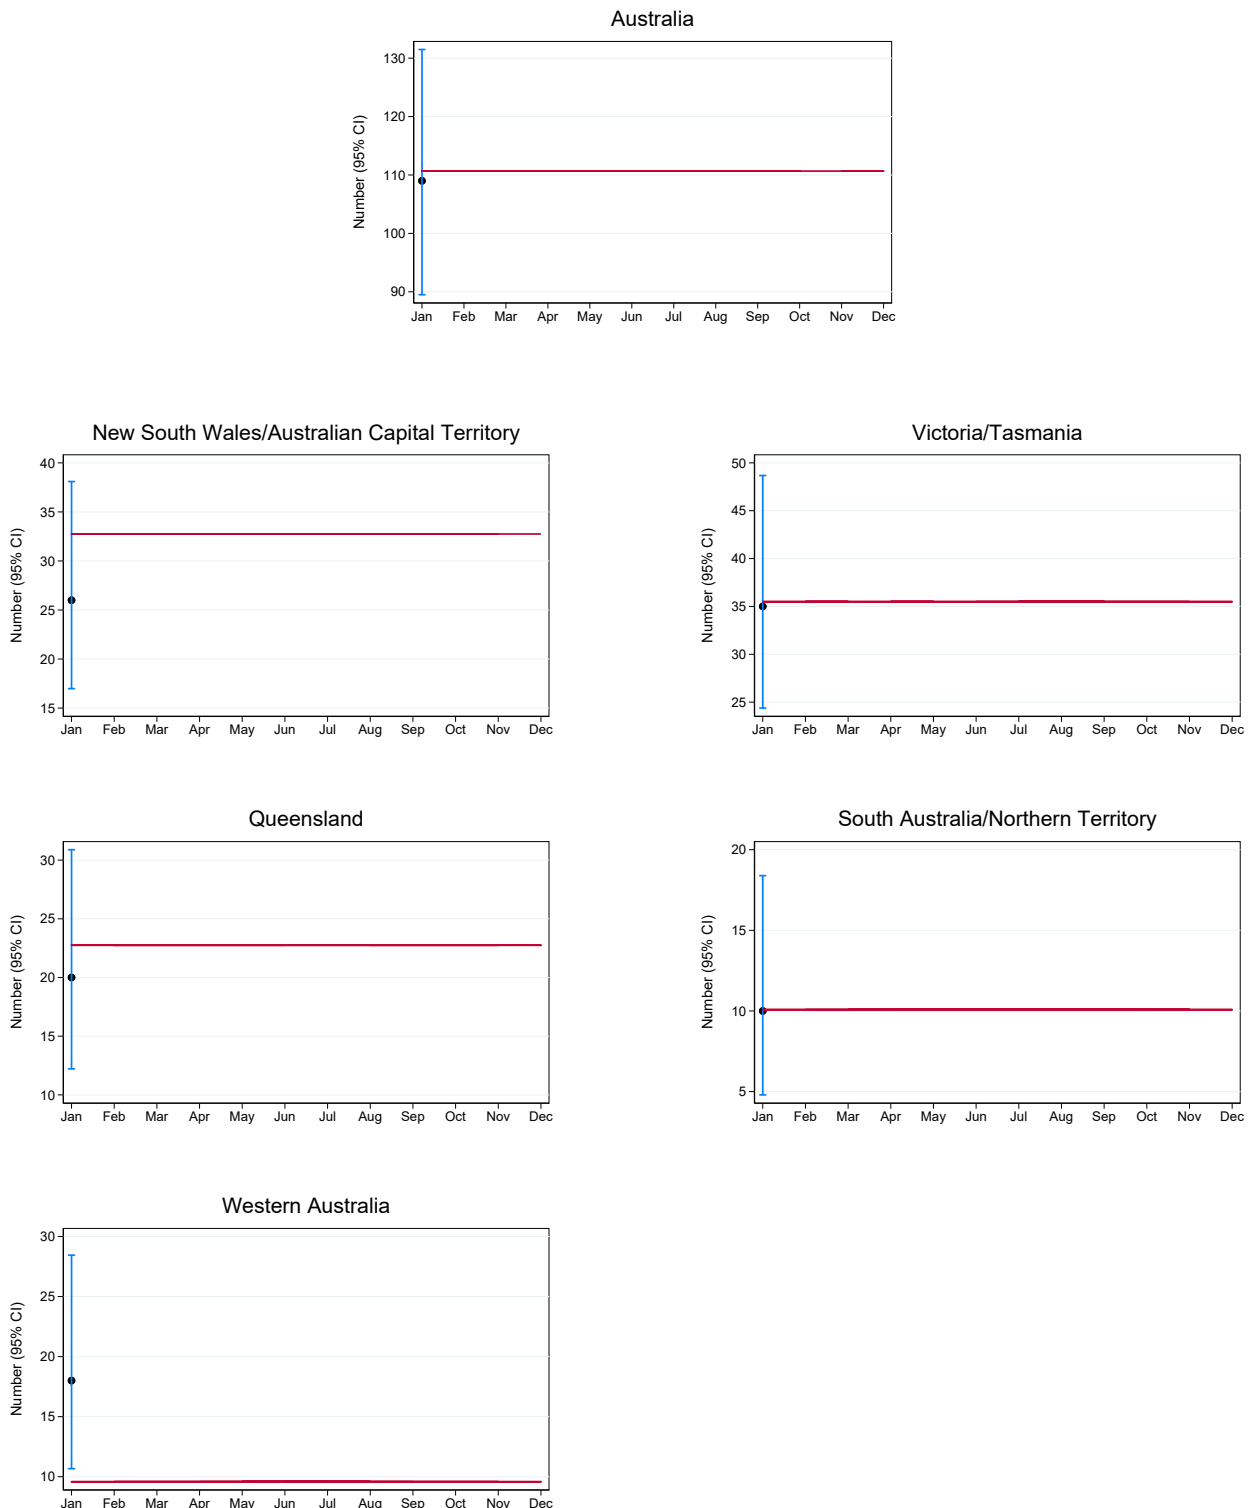 Australia
Number (95% CI)
130
120
110
100
90
Jan Feb Mar Apr May Jun Jul Aug Sep Oct Nov Dec
New South Wales/Australian Capital Territory
Number (95% CI)
40
35
30
25
20
15
Jan Feb Mar Apr May Jun Jul Aug Sep Oct Nov Dec
Victoria/Tasmania
Number (95% CI)
50
45
40
35
30
25
Jan Feb Mar Apr May Jun Jul Aug Sep Oct Nov Dec
Queensland
Number (95% CI)
30
25
20
15
10
Jan Feb Mar Apr May Jun Jul Aug Sep Oct Nov Dec
South Australia/Northern Territory
Number (95% CI)
20
15
10
5
Jan Feb Mar Apr May Jun Jul Aug Sep Oct Nov Dec
Western Australia
Number (95% CI)
30
25
20
15
10
Jan Feb Mar Apr May Jun Jul Aug Sep Oct Nov Dec